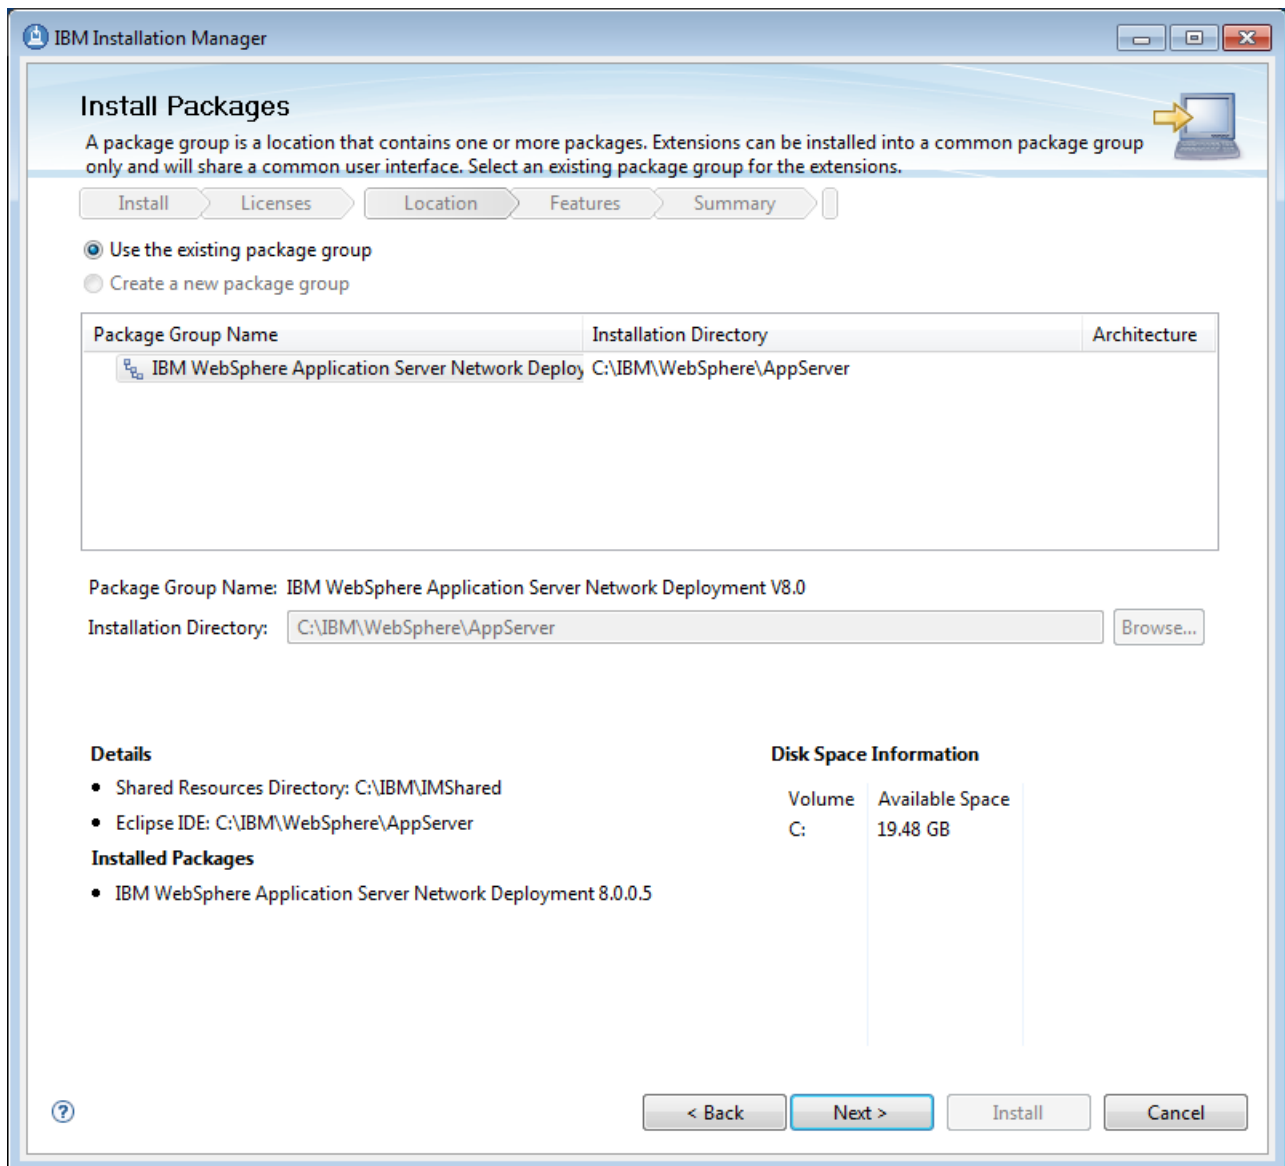 IBM Installation Manager
Install Packages
A package group is a location that contains one or more packages. Extensions can be installed into a common package group
only and will share a common user interface. Select an existing package group for the extensions.
Install Licenses Location Features Summary
Use the existing package group
Create a new package group
Package Group Name Installation Directory Architecture
IBM WebSphere Application Server Network Deploy C:\IBM\WebSphere\AppServer
Package Group Name: IBM WebSphere Application Server Network Deployment V8.0
Installation Directory: C:\IBM\WebSphere\AppServer Browse...
Details Disk Space Information
• Shared Resources Directory: C:\IBM\IMShared Volume Available Space
• Eclipse IDE: C:\IBM\WebSphere\AppServer C: 19.48 GB
Installed Packages
• IBM WebSphere Application Server Network Deployment 8.0.0.5
? < Back Next > Install Cancel